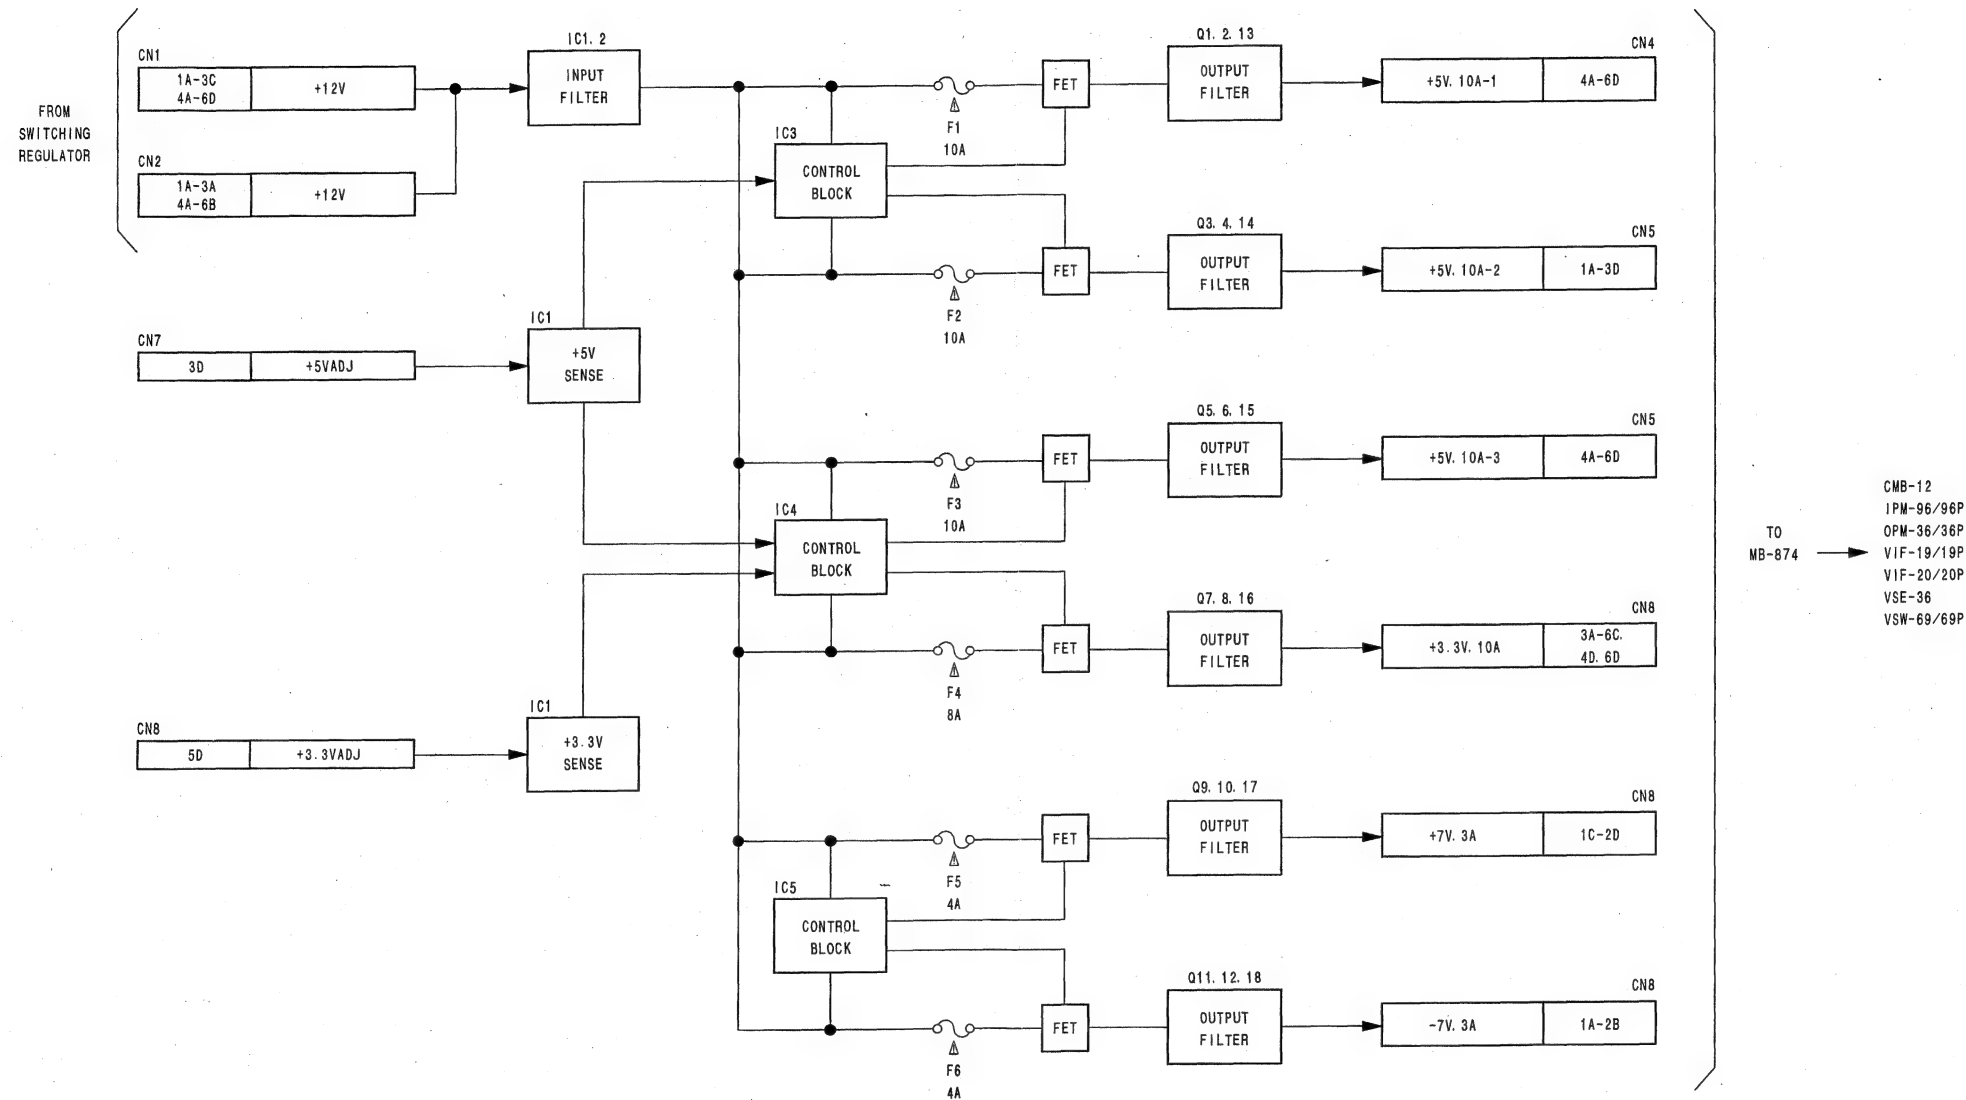 FROM
SWITCHING
REGULATOR
CN1
1A-3C
4A-6D
+12V
CN2
1A-3A
4A-6B
+12V
IC1. 2
INPUT
FILTER
CN7
3D
+5VADJ
IC1
+5V
SENSE
CN8
5D
+3.3VADJ
IC1
+3.3V
SENSE
IC3
CONTROL
BLOCK
F1
10A
FET
Q1. 2. 13
OUTPUT
FILTER
CN4
+5V. 10A-1
4A-6D
F2
10A
FET
Q3. 4. 14
OUTPUT
FILTER
CN5
+5V. 10A-2
1A-3D
IC4
CONTROL
BLOCK
F3
10A
FET
Q5. 6. 15
OUTPUT
FILTER
CN5
+5V. 10A-3
4A-6D
F4
8A
FET
Q7. 8. 16
OUTPUT
FILTER
CN8
+3.3V. 10A
3A-6C.
4D. 6D
IC5
CONTROL
BLOCK
F5
4A
FET
Q9. 10. 17
OUTPUT
FILTER
CN8
+7V. 3A
1C-2D
F6
4A
FET
Q11. 12. 18
OUTPUT
FILTER
CN8
-7V. 3A
1A-2B
TO
MB-874
CMB-12
IPM-96/96P
OPM-36/36P
VIF-19/19P
VIF-20/20P
VSE-36
VSW-69/69P